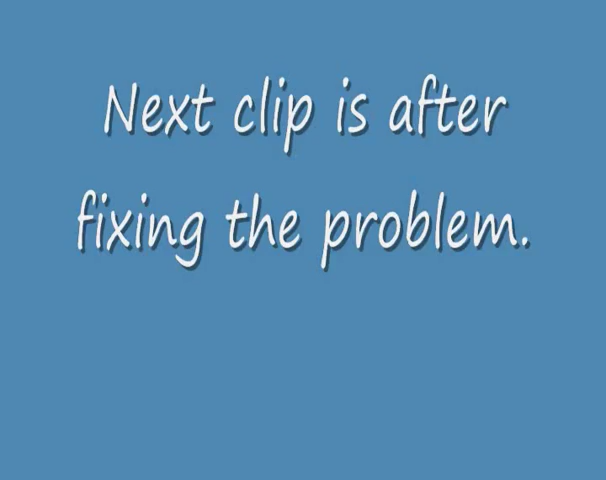 Next clip is after
fixing the problem.